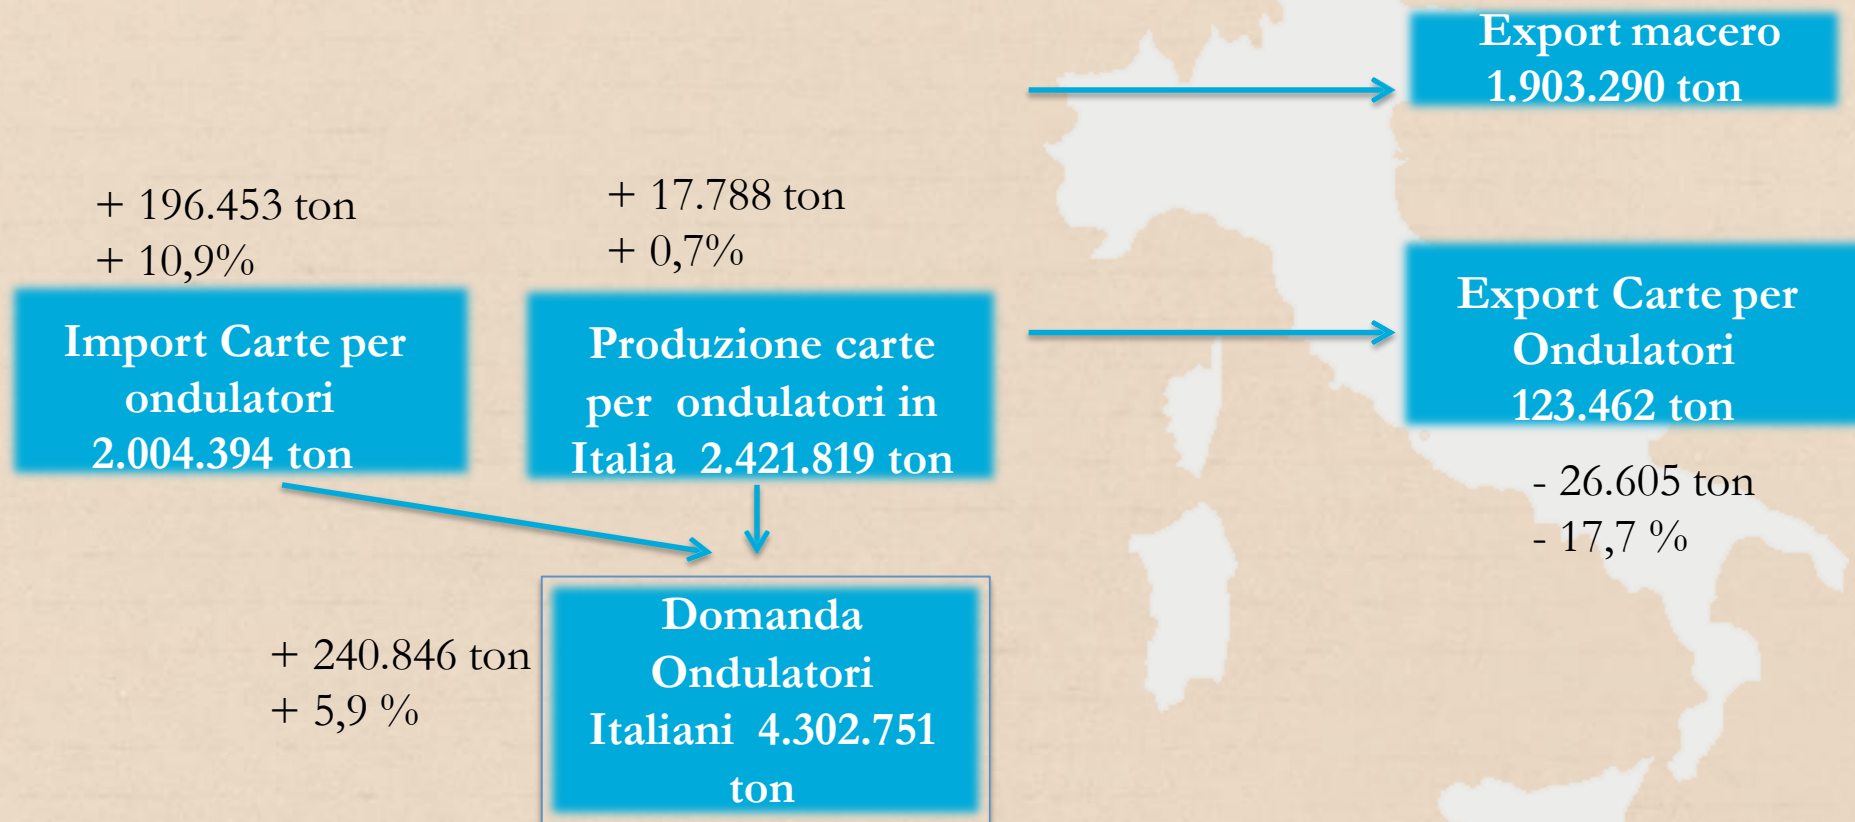 Export macero
1.903.290 ton
+ 196.453 ton
+ 10,9%
+ 17.788 ton
+ 0,7%
Import Carte per
ondulatori
2.004.394 ton
Produzione carte
per ondulatori in
Italia 2.421.819 ton
Export Carte per
Ondulatori
123.462 ton
- 26.605 ton
- 17,7 %
+ 240.846 ton
+ 5,9 %
Domanda
Ondulatori
Italiani 4.302.751
ton